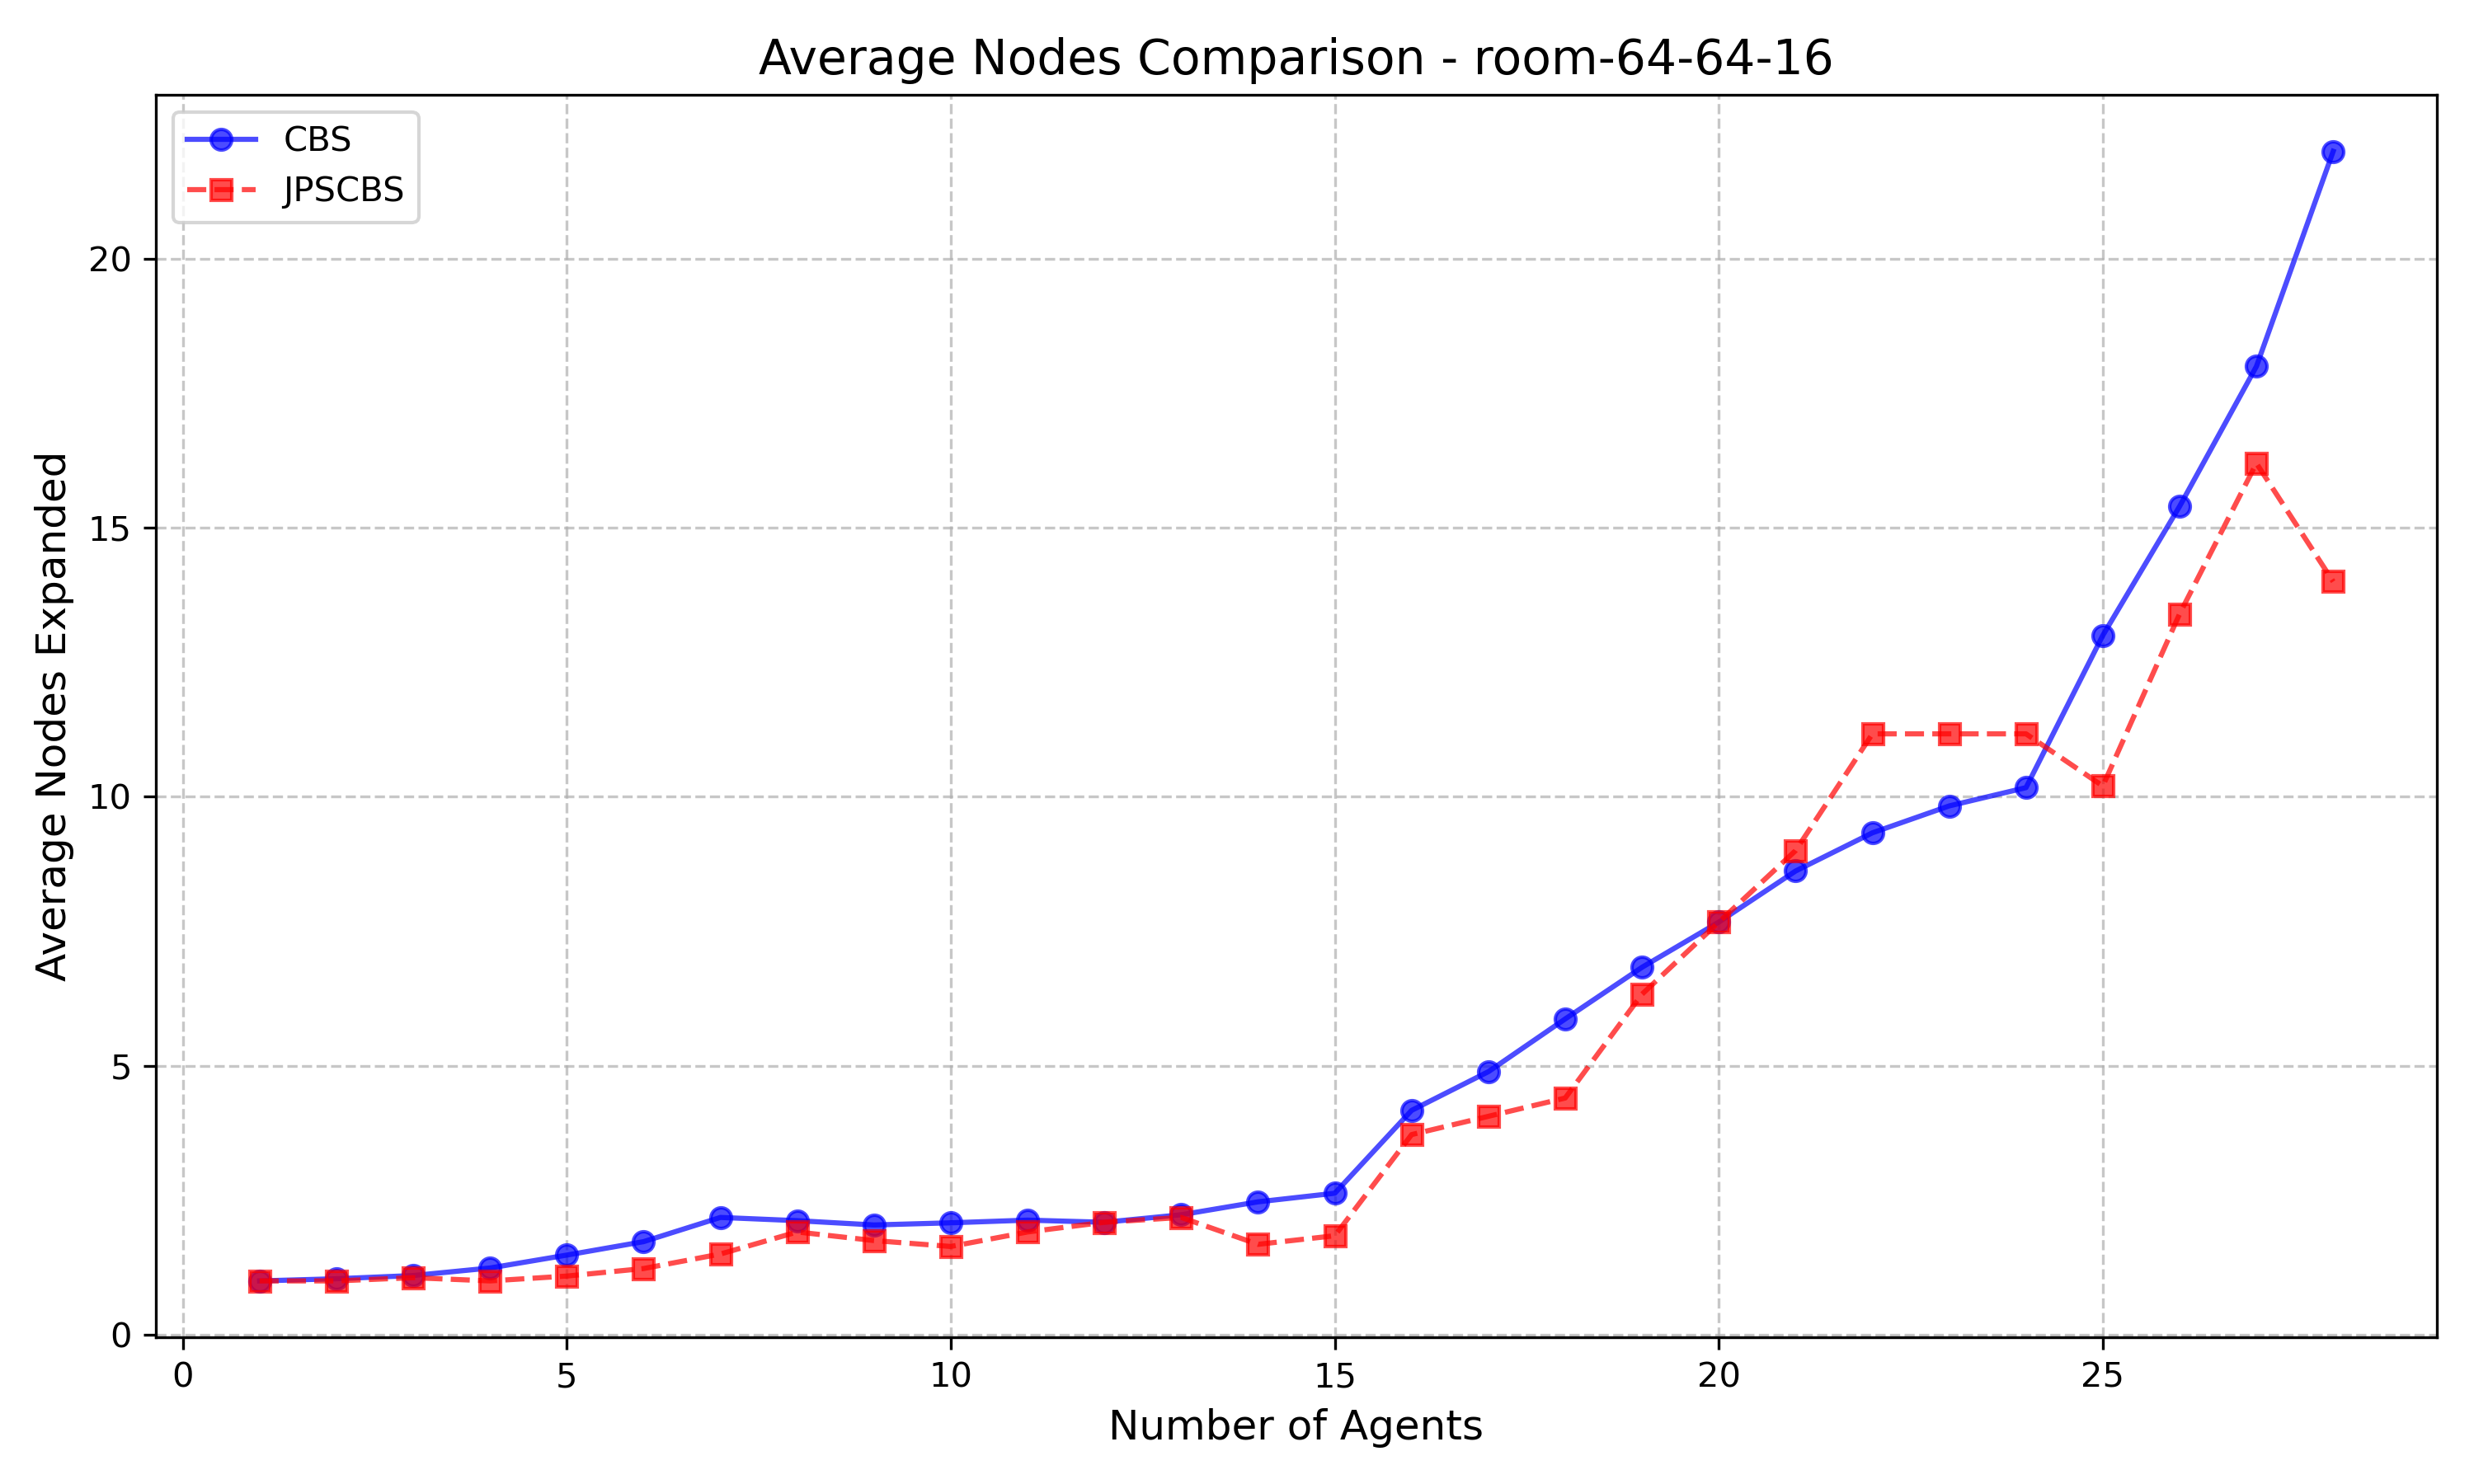 Average Nodes Comparison - room-64-64-16
CBS
JPSCBS
Average Nodes Expanded
20
15
10
5
0
0 5 10 15 20 25
Number of Agents